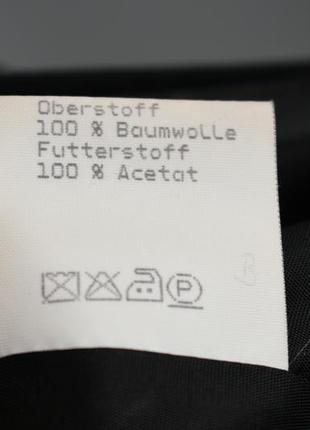 Oberstoff
100 % Baumwolle
Futterstoff
100 % Acetat
P